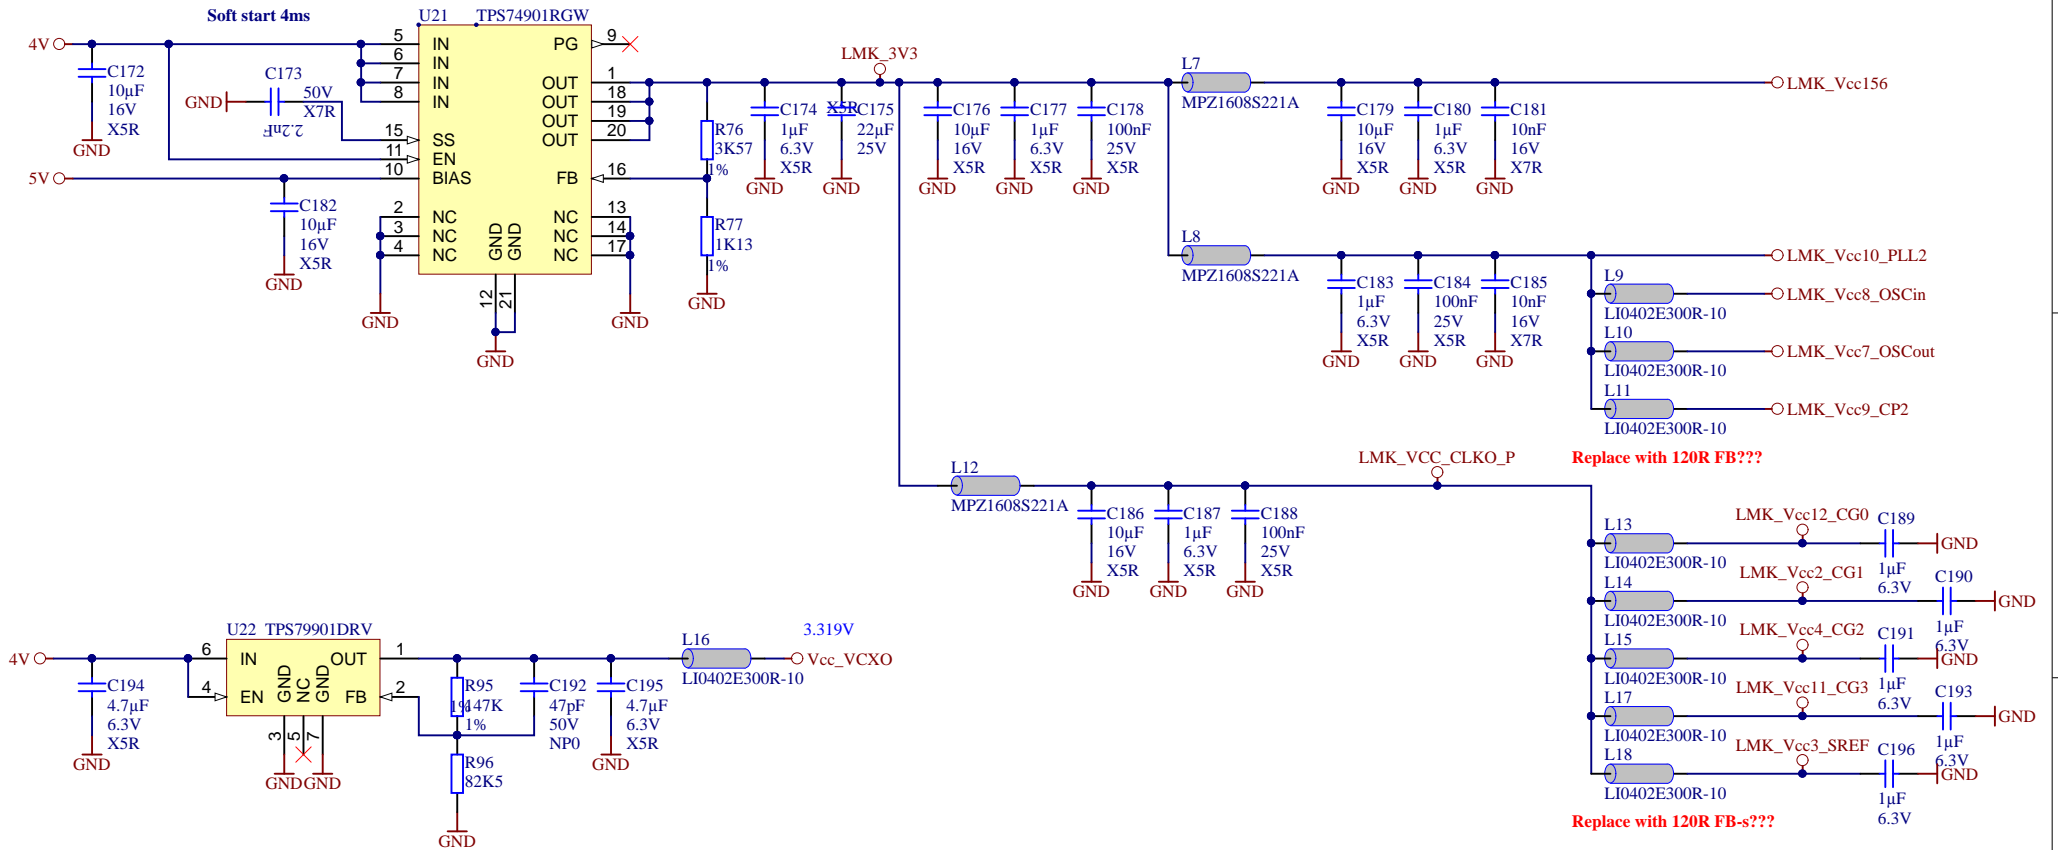 Soft start 4ms
U21
TPS74901RGW
4V
C172
10µF
16V
X5R
GND
C173
50V
X7R
2.2nF
GND
5V
C182
10µF
16V
X5R
GND
5 IN
6 IN
7 IN
8 IN
15 SS
11 EN
10 BIAS
2 NC
3 NC
4 NC
GND
PG 9
OUT 1
OUT 18
OUT 19
OUT 20
FB 16
NC 13
NC 14
NC 17
GND
GND
GND
12
21
GND
R76
3K57
1%
R77
1K13
1%
GND
C174
1µF
6.3V
X5R
GND
X5R
C175
22µF
25V
GND
LMK_3V3
C176
10µF
16V
X5R
GND
C177
1µF
6.3V
X5R
GND
C178
100nF
25V
X5R
GND
L7
MPZ1608S221A
C179
10µF
16V
X5R
GND
C180
1µF
6.3V
X5R
GND
C181
10nF
16V
X7R
GND
LMK_Vcc156
L8
MPZ1608S221A
C183
1µF
6.3V
X5R
GND
C184
100nF
25V
X5R
GND
C185
10nF
16V
X7R
GND
LMK_Vcc10_PLL2
L9
LI0402E300R-10
LMK_Vcc8_OSCin
L10
LI0402E300R-10
LMK_Vcc7_OSCout
L11
LI0402E300R-10
LMK_Vcc9_CP2
Replace with 120R FB???
L12
MPZ1608S221A
C186
10µF
16V
X5R
GND
C187
1µF
6.3V
X5R
GND
C188
100nF
25V
X5R
GND
LMK_VCC_CLKO_P
L13
LI0402E300R-10
LMK_Vcc12_CG0
C189
1µF
6.3V
GND
L14
LI0402E300R-10
LMK_Vcc2_CG1
C190
1µF
6.3V
GND
L15
LI0402E300R-10
LMK_Vcc4_CG2
C191
1µF
6.3V
GND
L17
LI0402E300R-10
LMK_Vcc11_CG3
C193
1µF
6.3V
GND
L18
LI0402E300R-10
LMK_Vcc3_SREF
C196
1µF
6.3V
GND
Replace with 120R FB-s???
U22 TPS79901DRV
4V
C194
4.7µF
6.3V
X5R
GND
6 IN
4 EN
OUT 1
FB 2
GND
NC
GND
3
5
7
GND
GND
R95
1%
147K
1%
R96
82K5
GND
C192
47pF
50V
NP0
C195
4.7µF
6.3V
X5R
GND
L16
LI0402E300R-10
3.319V
Vcc_VCXO